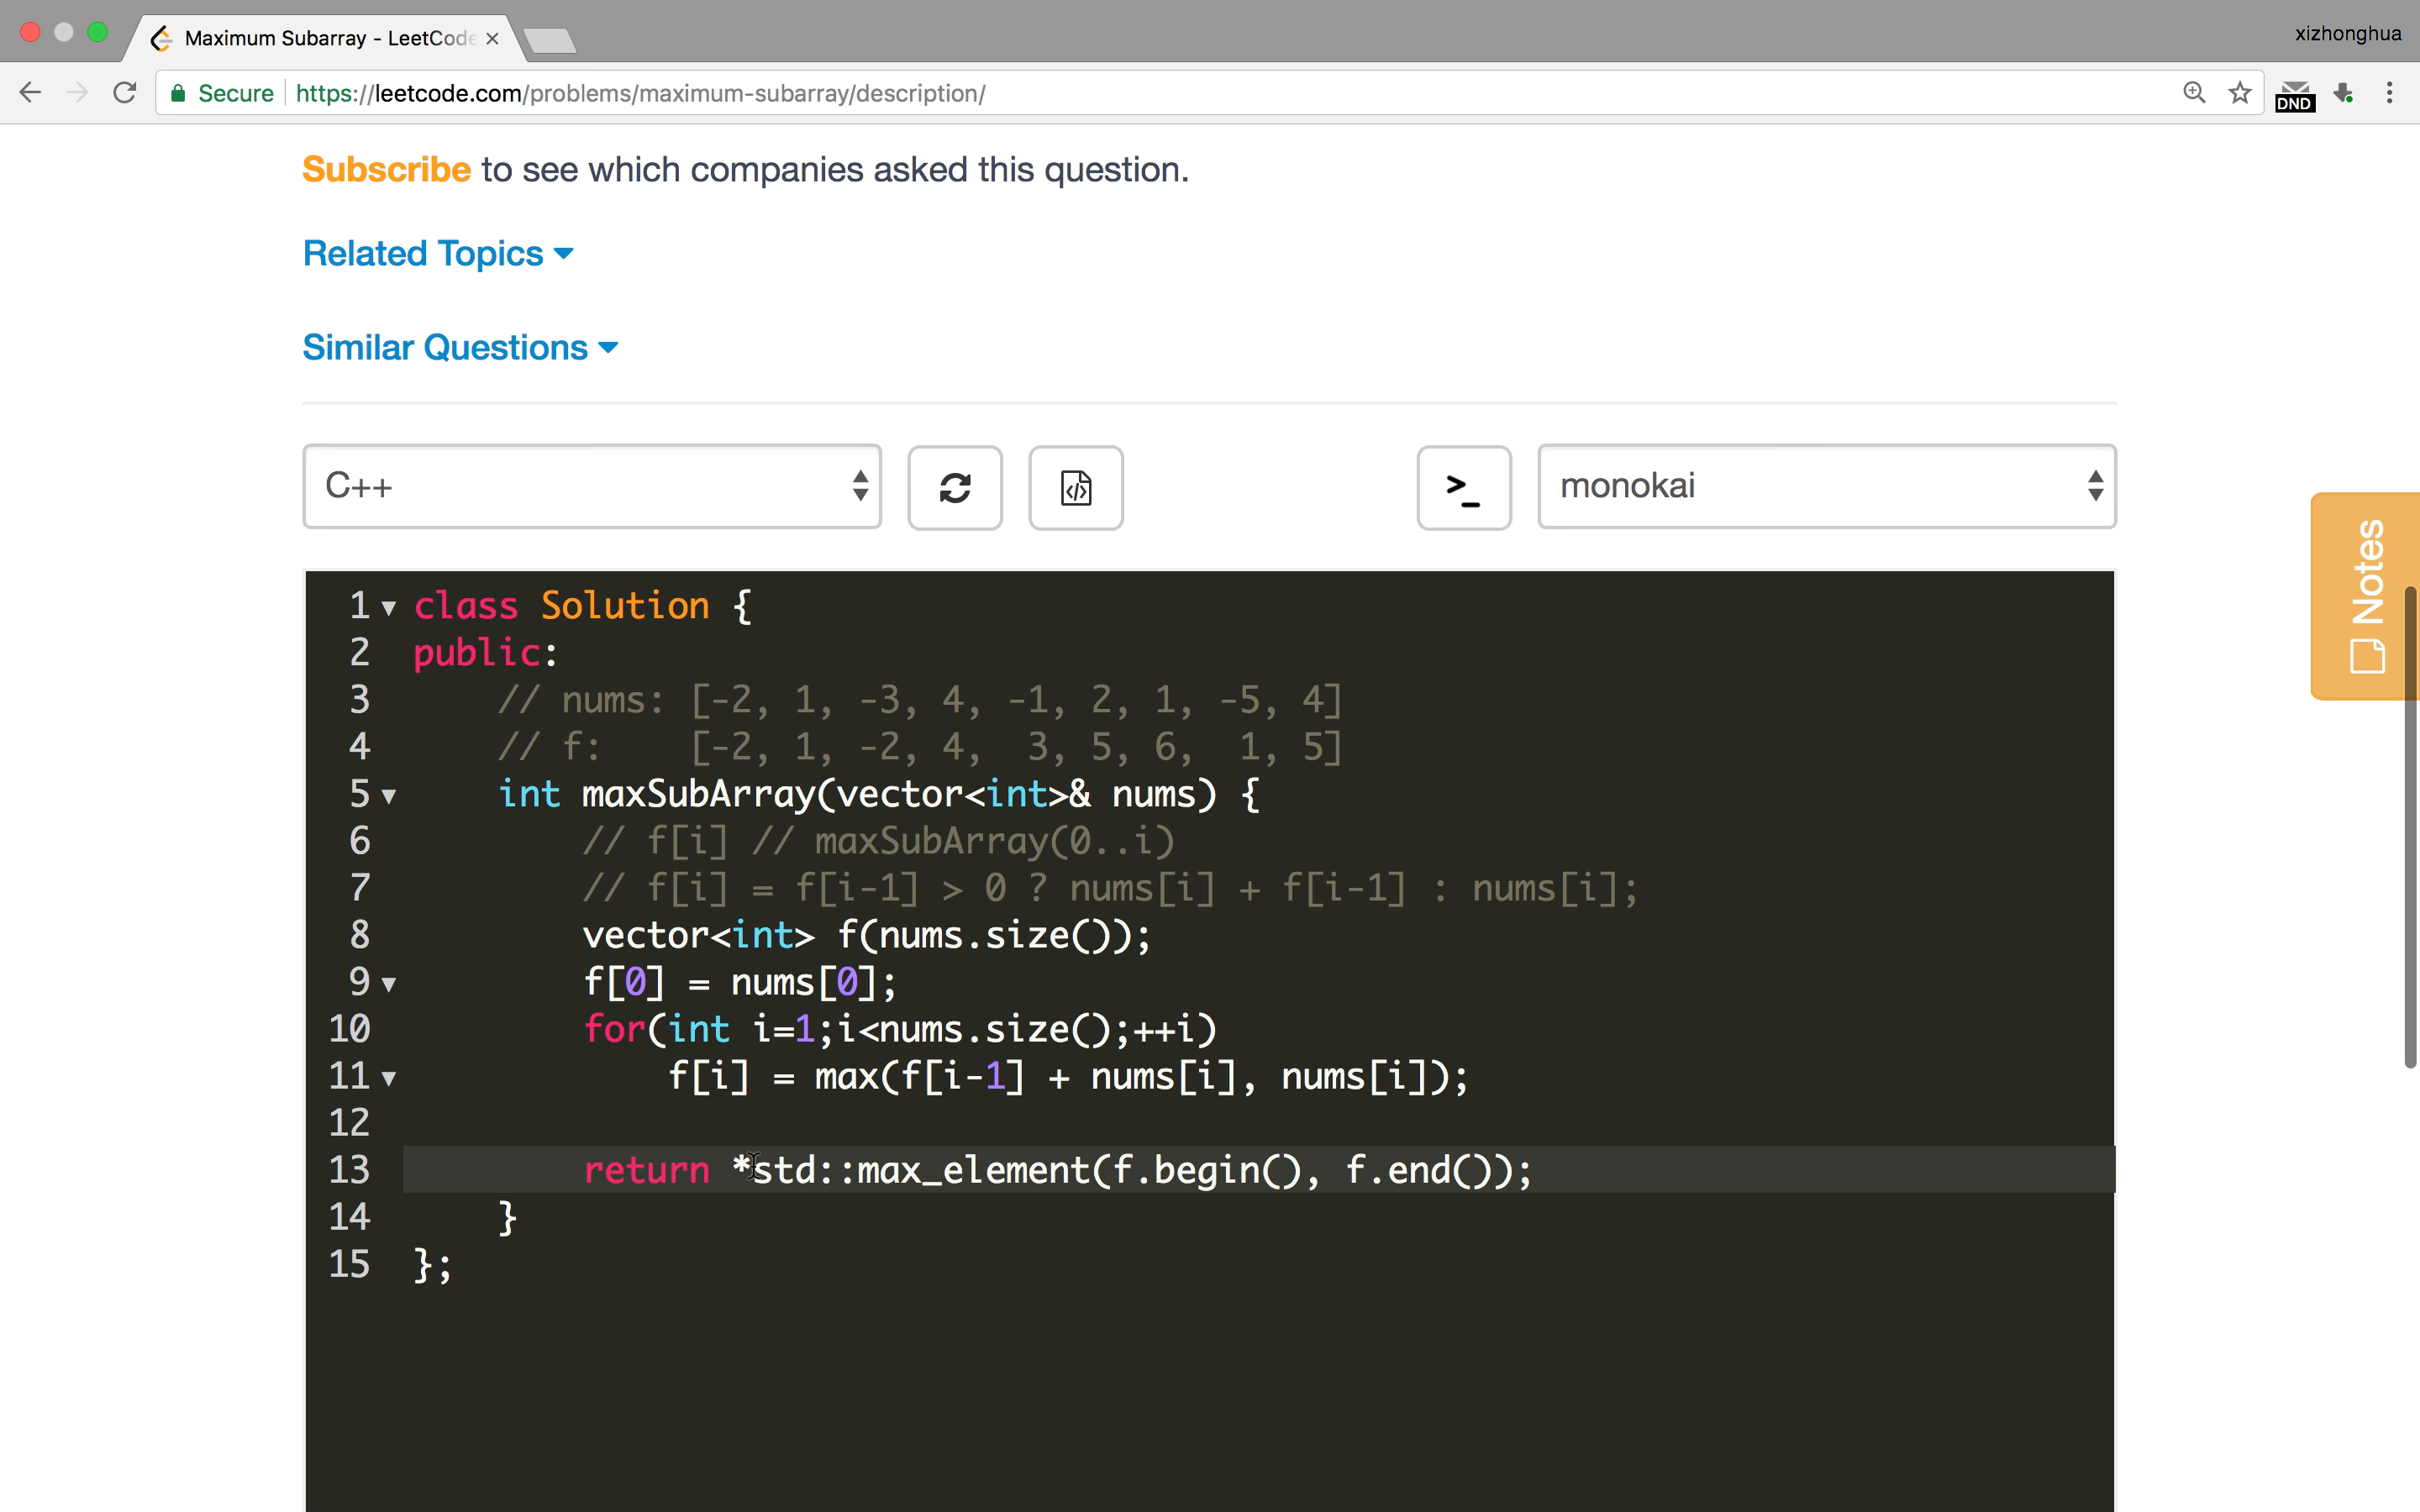 Maximum Subarray - LeetCode
xizhonghua
Secure https://leetcode.com/problems/maximum-subarray/description/
DND
Subscribe to see which companies asked this question.
Related Topics
Similar Questions
C++
>_
monokai
Notes
1 class Solution {
2 public:
3 // nums: [-2, 1, -3, 4, -1, 2, 1, -5, 4]
4 // f: [-2, 1, -2, 4, 3, 5, 6, 1, 5]
5 int maxSubArray(vector<int>& nums) {
6 // f[i] // maxSubArray(0..i)
7 // f[i] = f[i-1] > 0 ? nums[i] + f[i-1] : nums[i];
8 vector<int> f(nums.size());
9 f[0] = nums[0];
10 for(int i=1;i<nums.size();++i)
11 f[i] = max(f[i-1] + nums[i], nums[i]);
12
13 return *std::max_element(f.begin(), f.end());
14 }
15 };